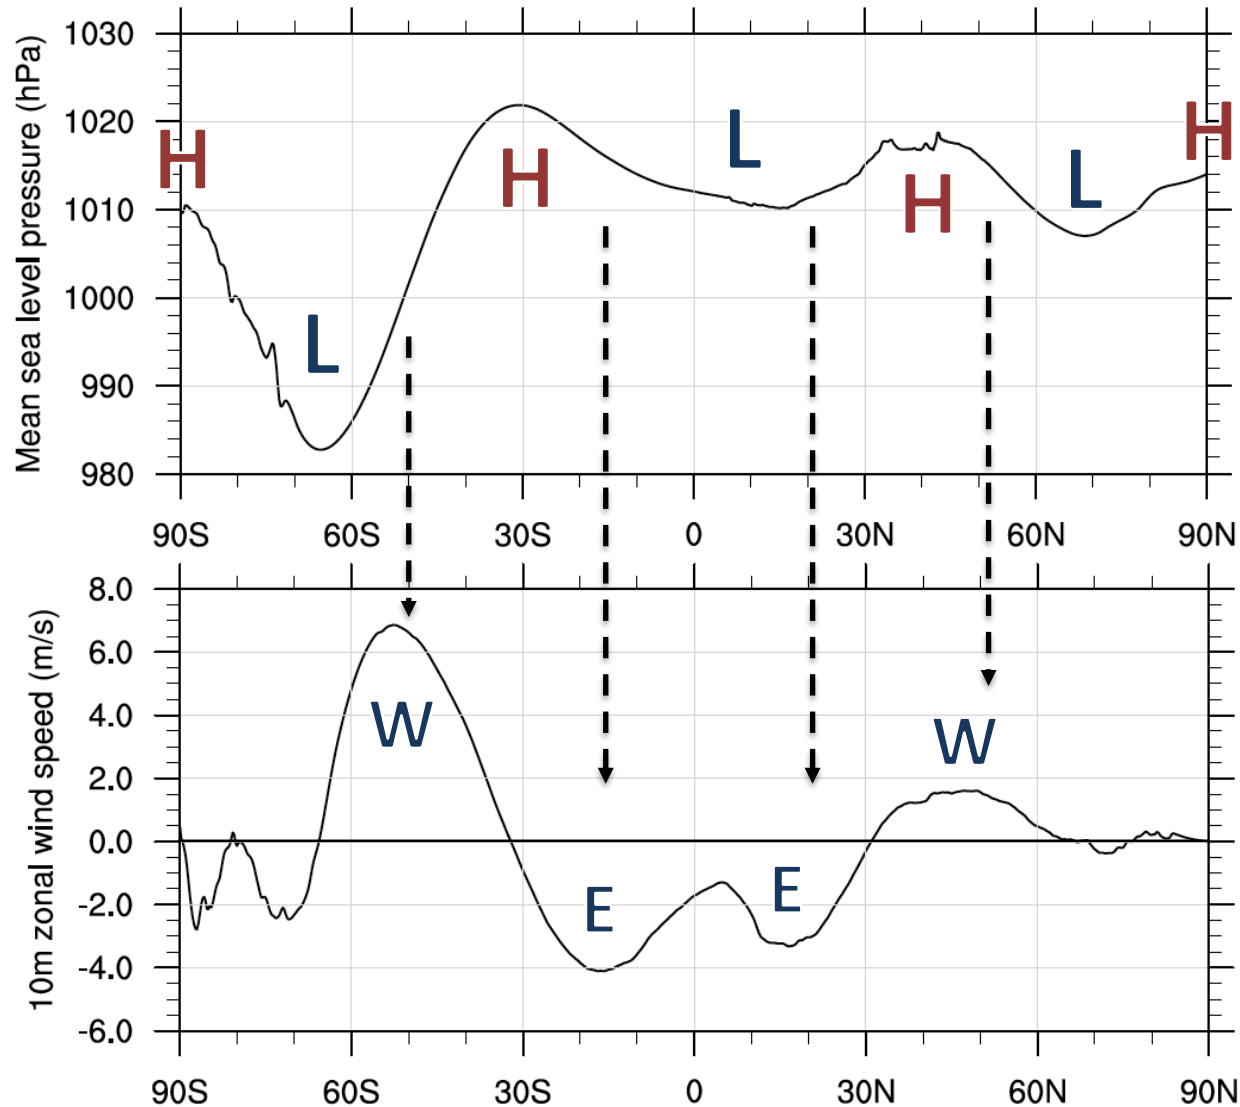 Mean sea level pressure (hPa)
1030
1020
1010
1000
990
980
H
L
H
L
H
L
H
90S
60S
30S
0
30N
60N
90N
10m zonal wind speed (m/s)
8.0
6.0
4.0
2.0
0.0
-2.0
-4.0
-6.0
W
E
E
W
90S
60S
30S
0
30N
60N
90N